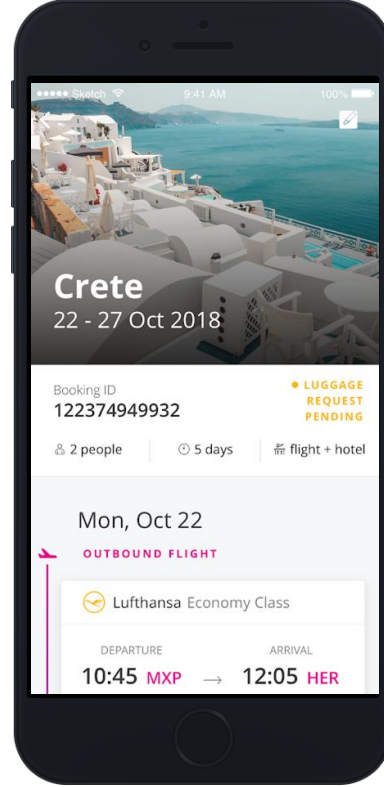 Sketch 9:41 AM 100%
Crete
22 - 27 Oct 2018
Booking ID
122374949932
LUGGAGE
REQUEST
PENDING
2 people 5 days flight + hotel
Mon, Oct 22
OUTBOUND FLIGHT
Lufthansa Economy Class
DEPARTURE ARRIVAL
10:45 MXP → 12:05 HER